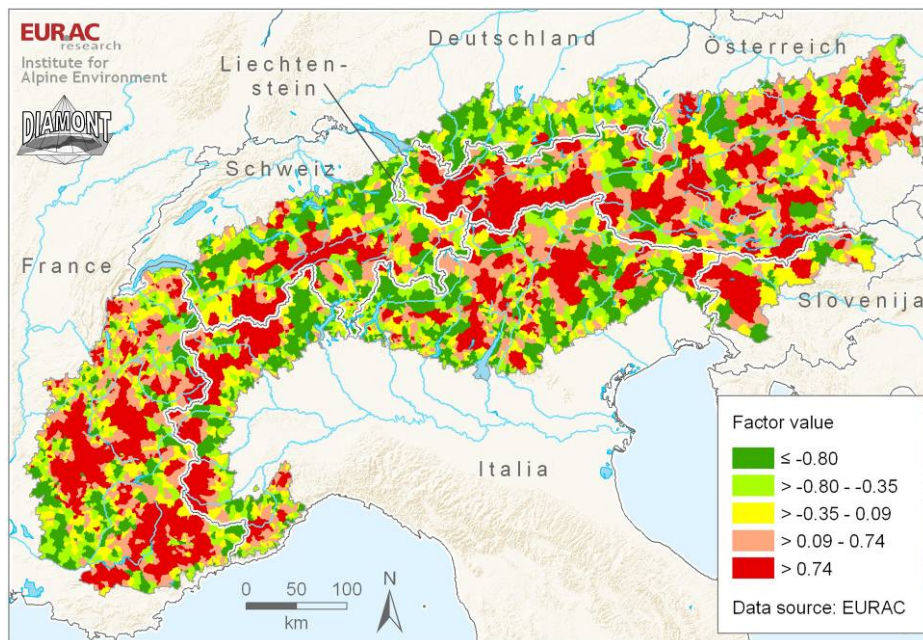 EURAC
research
Institute for
Alpine Environment
DIAMONT
Deutschland
Österreich
Liechten-
stein
Schweiz
France
Slovenija
Italia
Factor value
≤ -0.80
> -0.80 - -0.35
> -0.35 - 0.09
> 0.09 - 0.74
> 0.74
Data source: EURAC
0 50 100
km
N